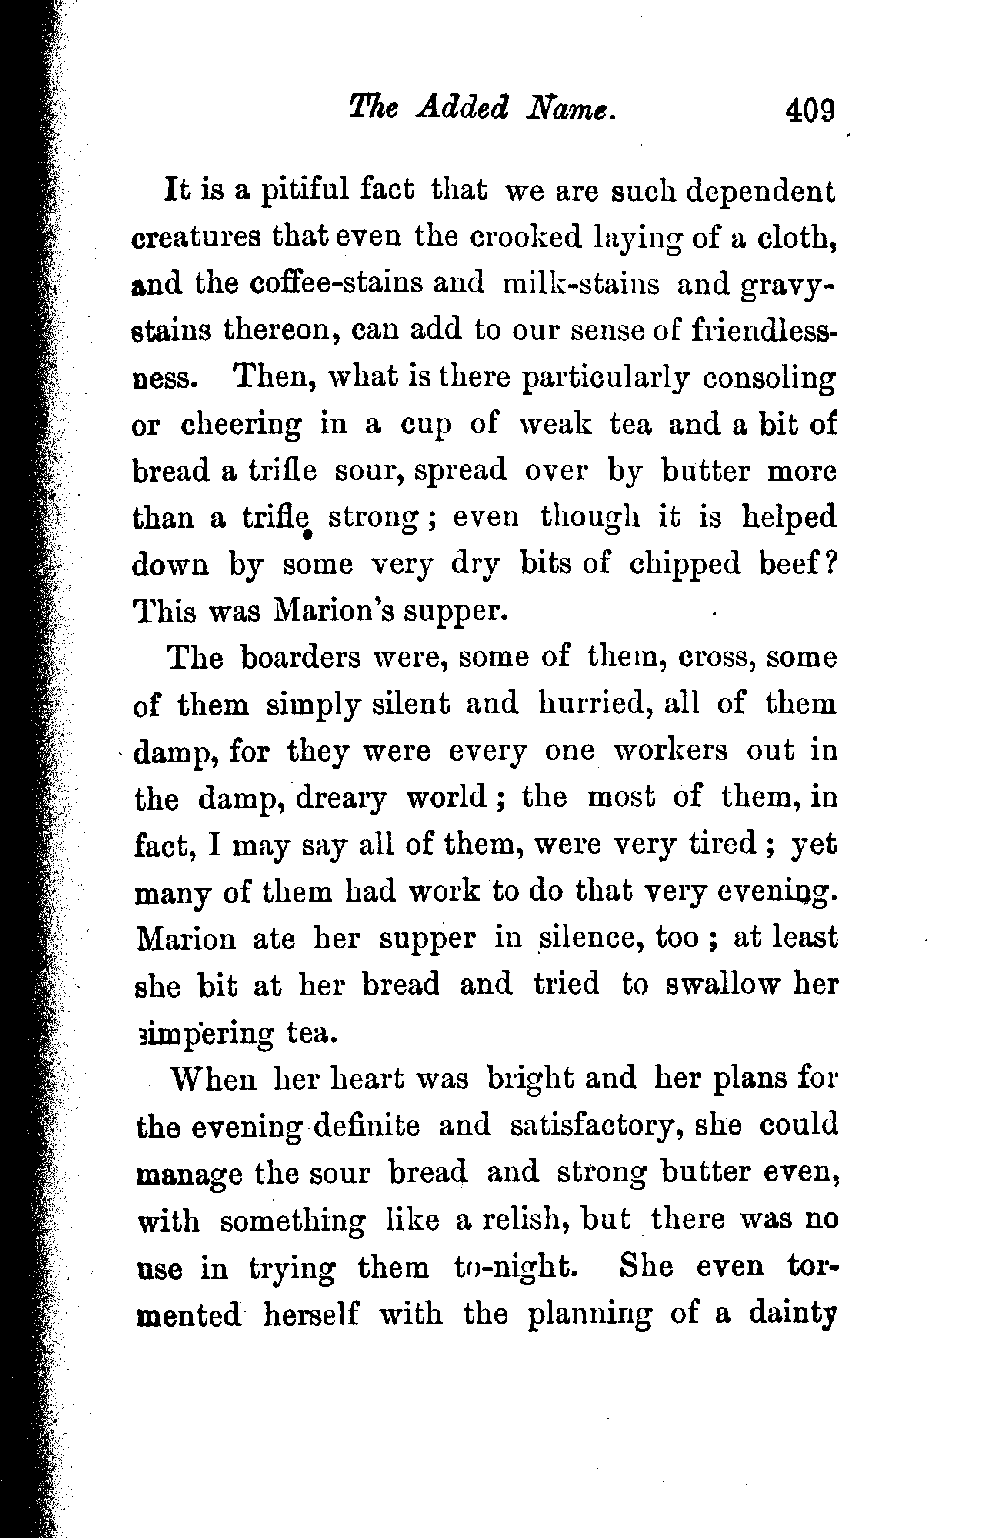 The Added Name. 409
It is a pitiful fact that we are such dependent
creatures that even the crooked laying of a cloth,
and the coffee-stains and milk-stains and gravy-
stains thereon, can add to our sense of friendless-
ness. Then, what is there particularly consoling
or cheering in a cup of weak tea and a bit of
bread a trifle sour, spread over by butter more
than a trifle strong; even though it is helped
down by some very dry bits of chipped beef?
This was Marion's supper.
The boarders were, some of them, cross, some
of them simply silent and hurried, all of them
damp, for they were every one workers out in
the damp, dreary world; the most of them, in
fact, I may say all of them, were very tired; yet
many of them had work to do that very evening.
Marion ate her supper in silence, too; at least
she bit at her bread and tried to swallow her
simpering tea.
When her heart was bright and her plans for
the evening definite and satisfactory, she could
manage the sour bread and strong butter even,
with something like a relish, but there was no
use in trying them to-night. She even tor-
mented herself with the planning of a dainty